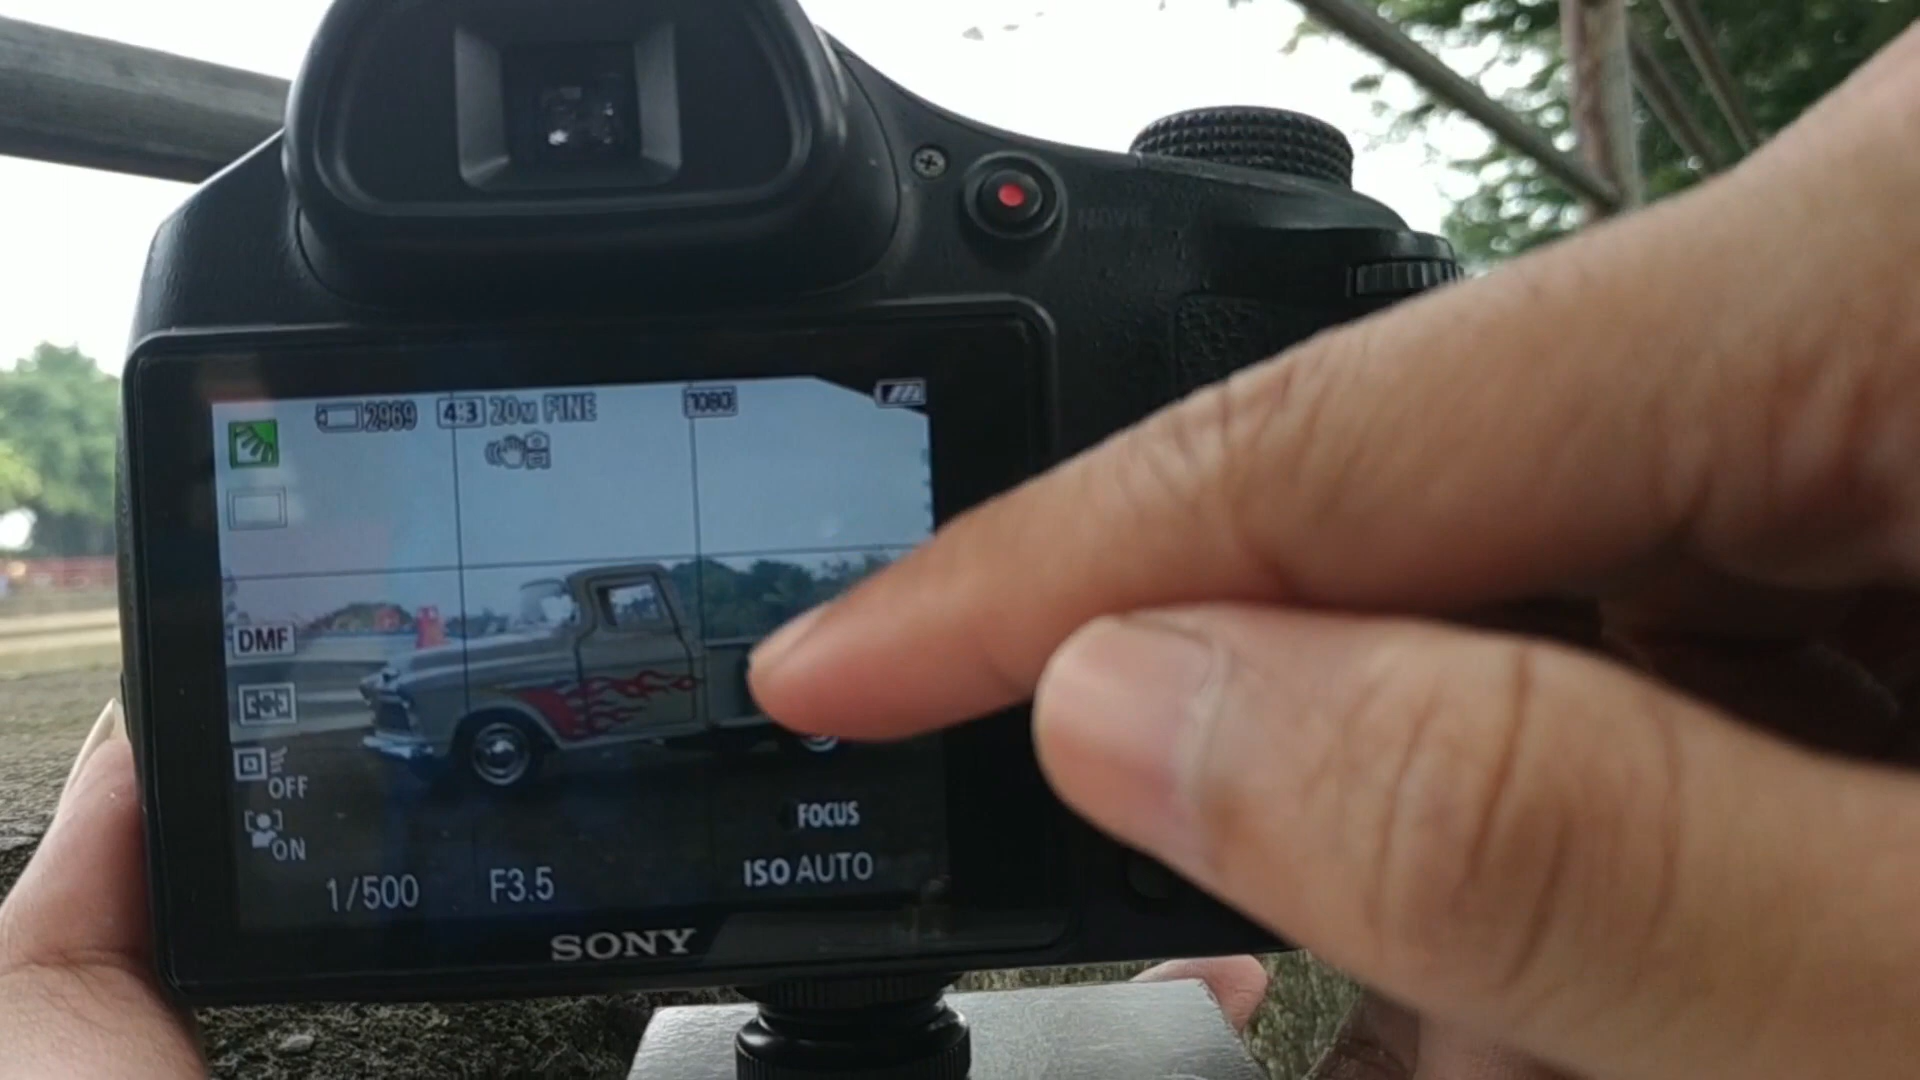 MOVIE
2969 4:3 20M FINE 1080
DMF
OFF
ON
FOCUS
1/500 F3.5 ISO AUTO
SONY